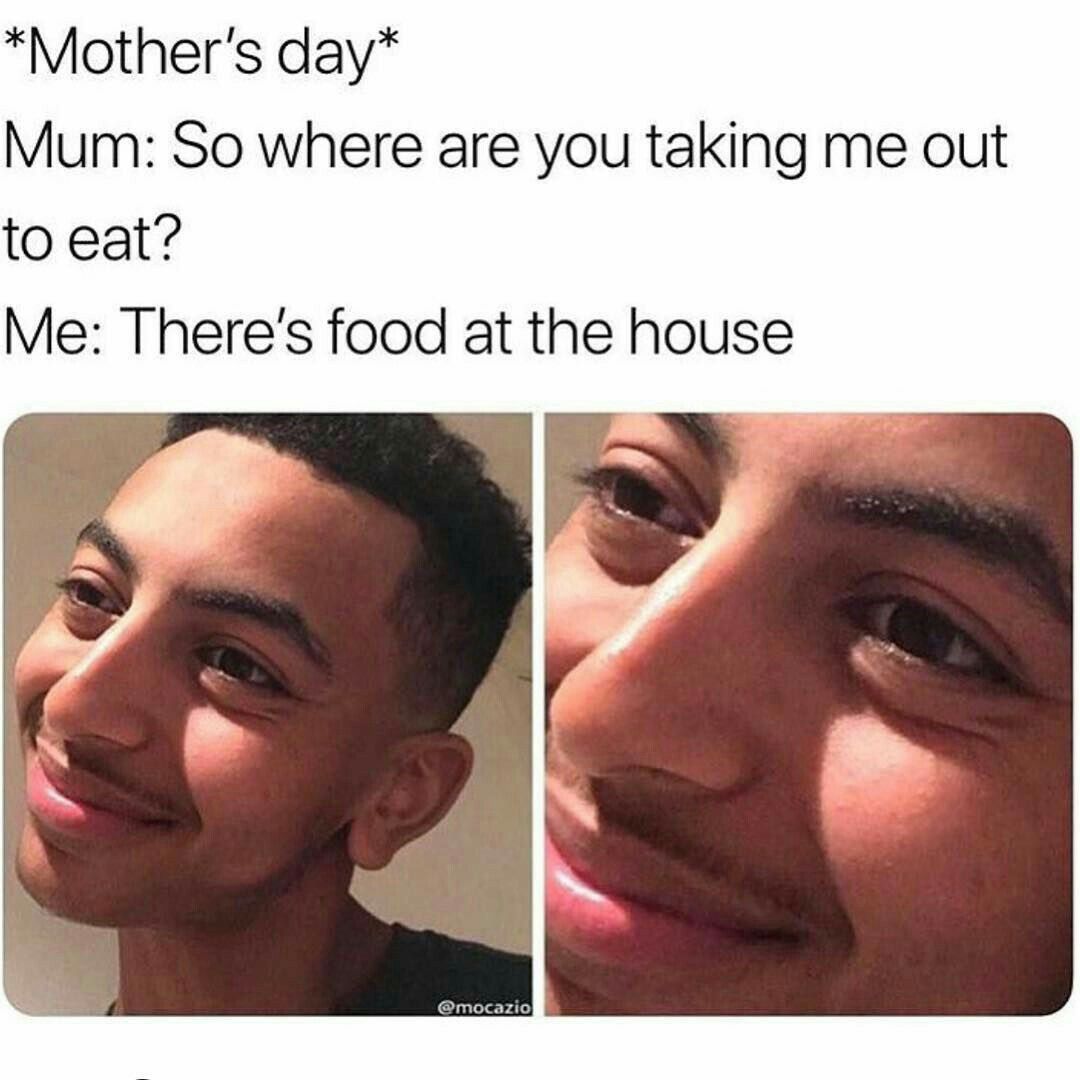 *Mother's day*
Mum: So where are you taking me out
to eat?
Me: There's food at the house
@mocazio